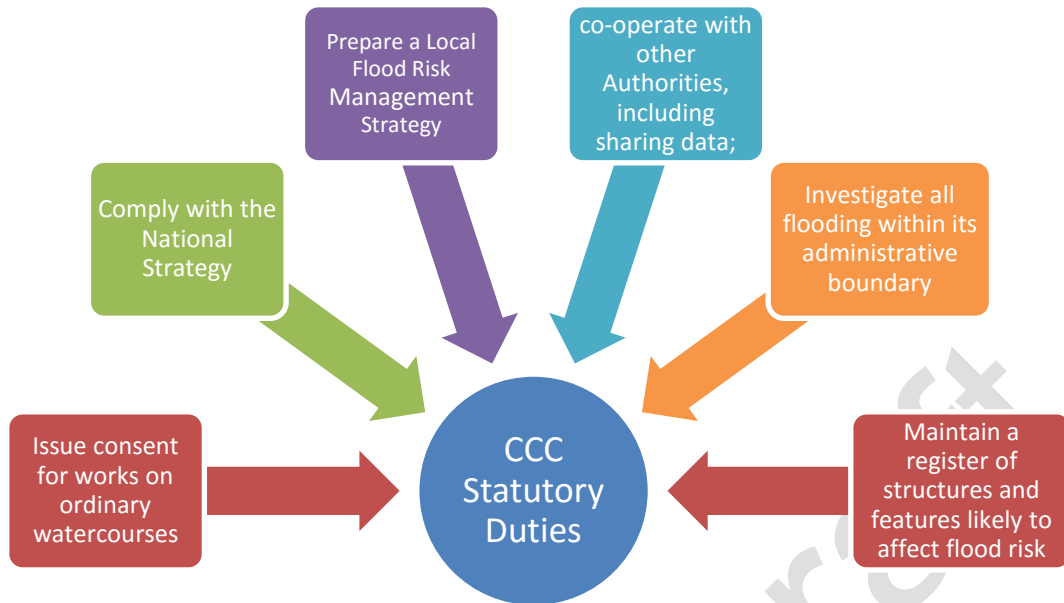 Prepare a Local
Flood Risk
Management
Strategy
co-operate with
other
Authorities,
including
sharing data;
Comply with the
National
Strategy
Investigate all
flooding within its
administrative
boundary
Issue consent
for works on
ordinary
watercourses
CCC
Statutory
Duties
Maintain a
register of
structures and
features likely to
affect flood risk